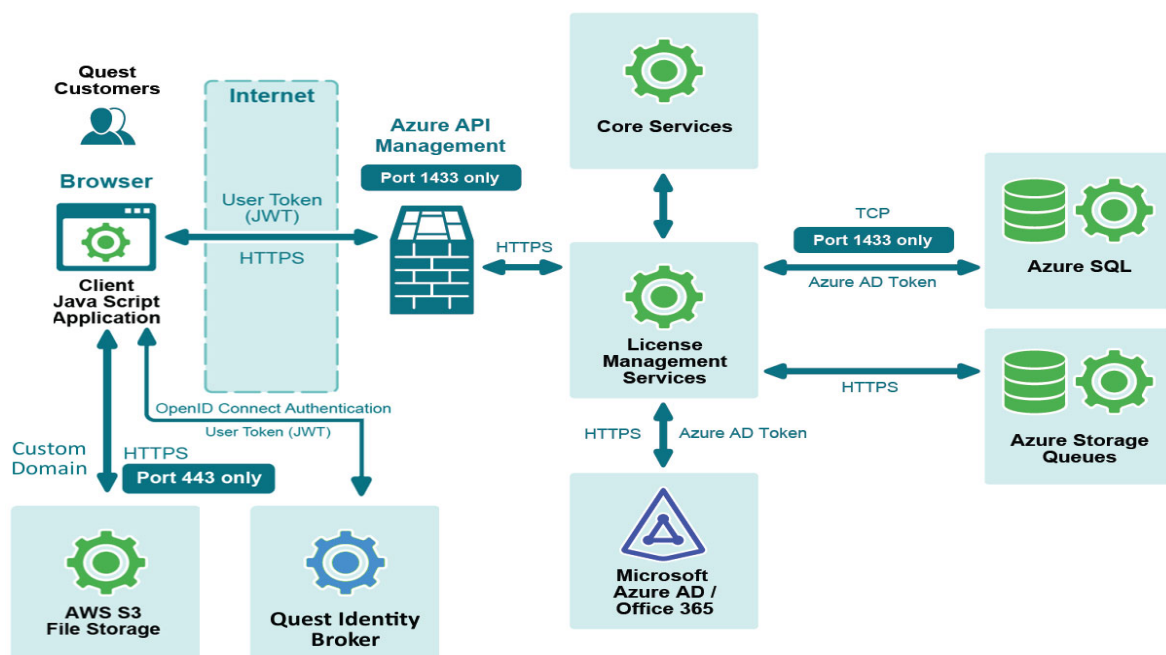 Quest
Customers
Internet
Azure API
Management
Port 1433 only
Browser
User Token
(JWT)
HTTPS
Client
Java Script
Application
HTTPS
Core Services
TCP
Port 1433 only
Azure AD Token
Azure SQL
License
Management
Services
HTTPS
Azure Storage
Queues
OpenID Connect Authentication
User Token (JWT)
Custom
Domain
HTTPS
Port 443 only
HTTPS
Azure AD Token
AWS S3
File Storage
Quest Identity
Broker
Microsoft
Azure AD /
Office 365